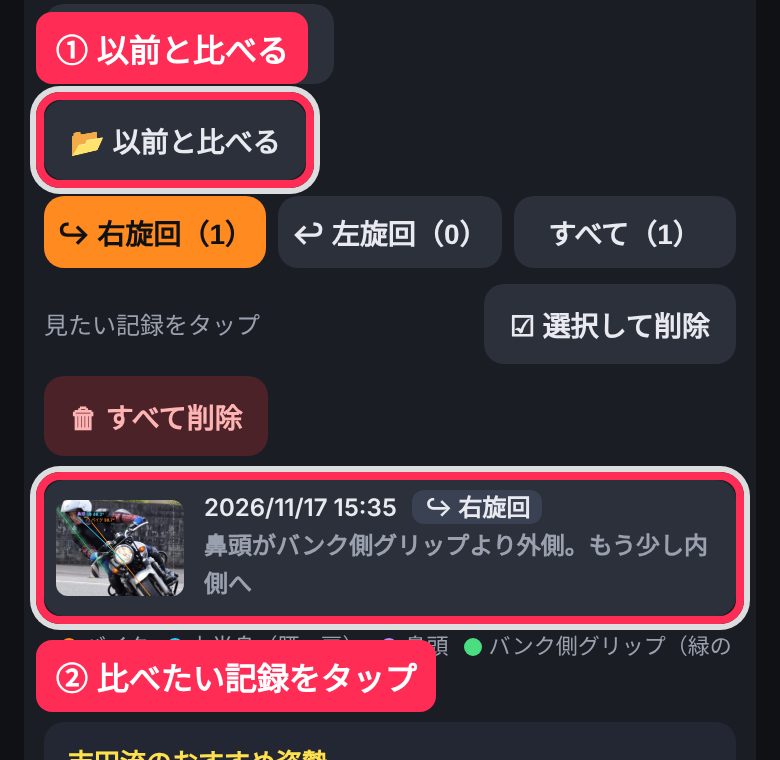 ① 以前と比べる
📂 以前と比べる
↪ 右旋回（1）
↩ 左旋回（0）
すべて（1）
見たい記録をタップ
☑ 選択して削除
🗑 すべて削除
2026/11/17 15:35 ↪ 右旋回
鼻頭がバンク側グリップより外側。もう少し内
側へ
鼻頭 バンク側グリップ（緑の
② 比べたい記録をタップ